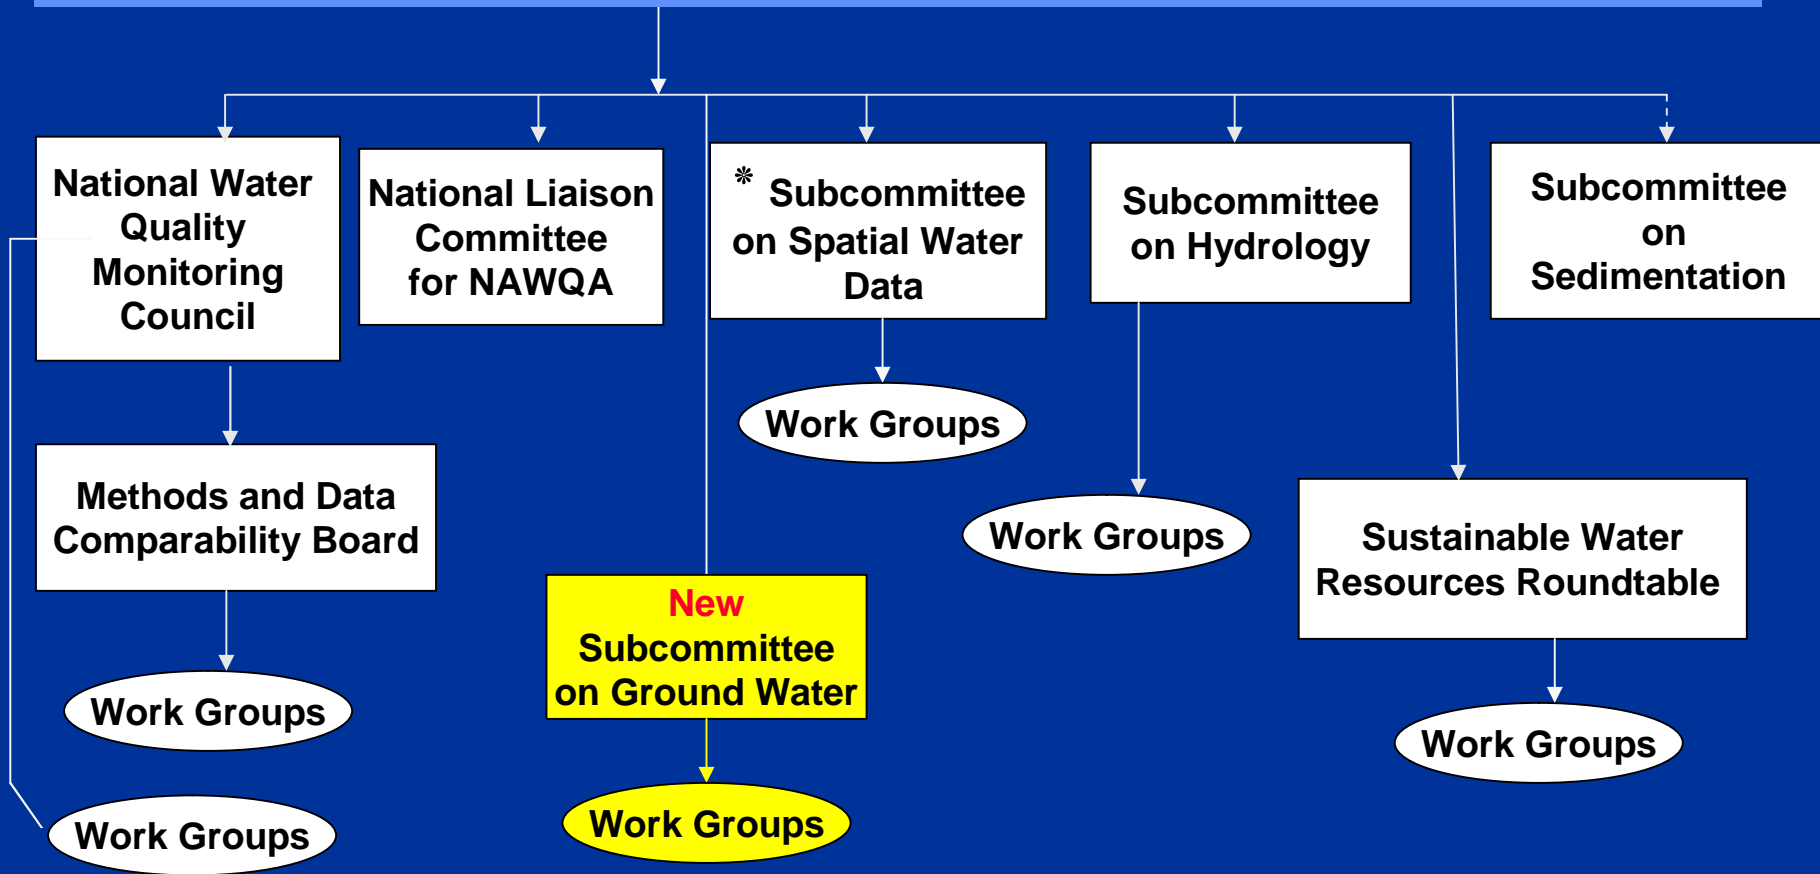 National Water
Quality
Monitoring
Council
National Liaison
Committee
for NAWQA
* Subcommittee
on Spatial Water
Data
Subcommittee
on Hydrology
Subcommittee
on
Sedimentation
Work Groups
Methods and Data
Comparability Board
Work Groups
Sustainable Water
Resources Roundtable
New
Subcommittee
on Ground Water
Work Groups
Work Groups
Work Groups
Work Groups